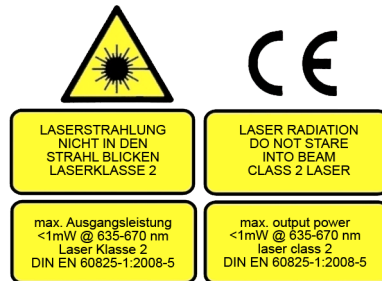 CE
LASERSTRAHLUNG
NICHT IN DEN
STRAHL BLICKEN
LASERKLASSE 2
LASER RADIATION
DO NOT STARE
INTO BEAM
CLASS 2 LASER
max. Ausgangsleistung
<1mW @ 635-670 nm
Laser Klasse 2
DIN EN 60825-1:2008-5
max. output power
<1mW @ 635-670 nm
laser class 2
DIN EN 60825-1:2008-5